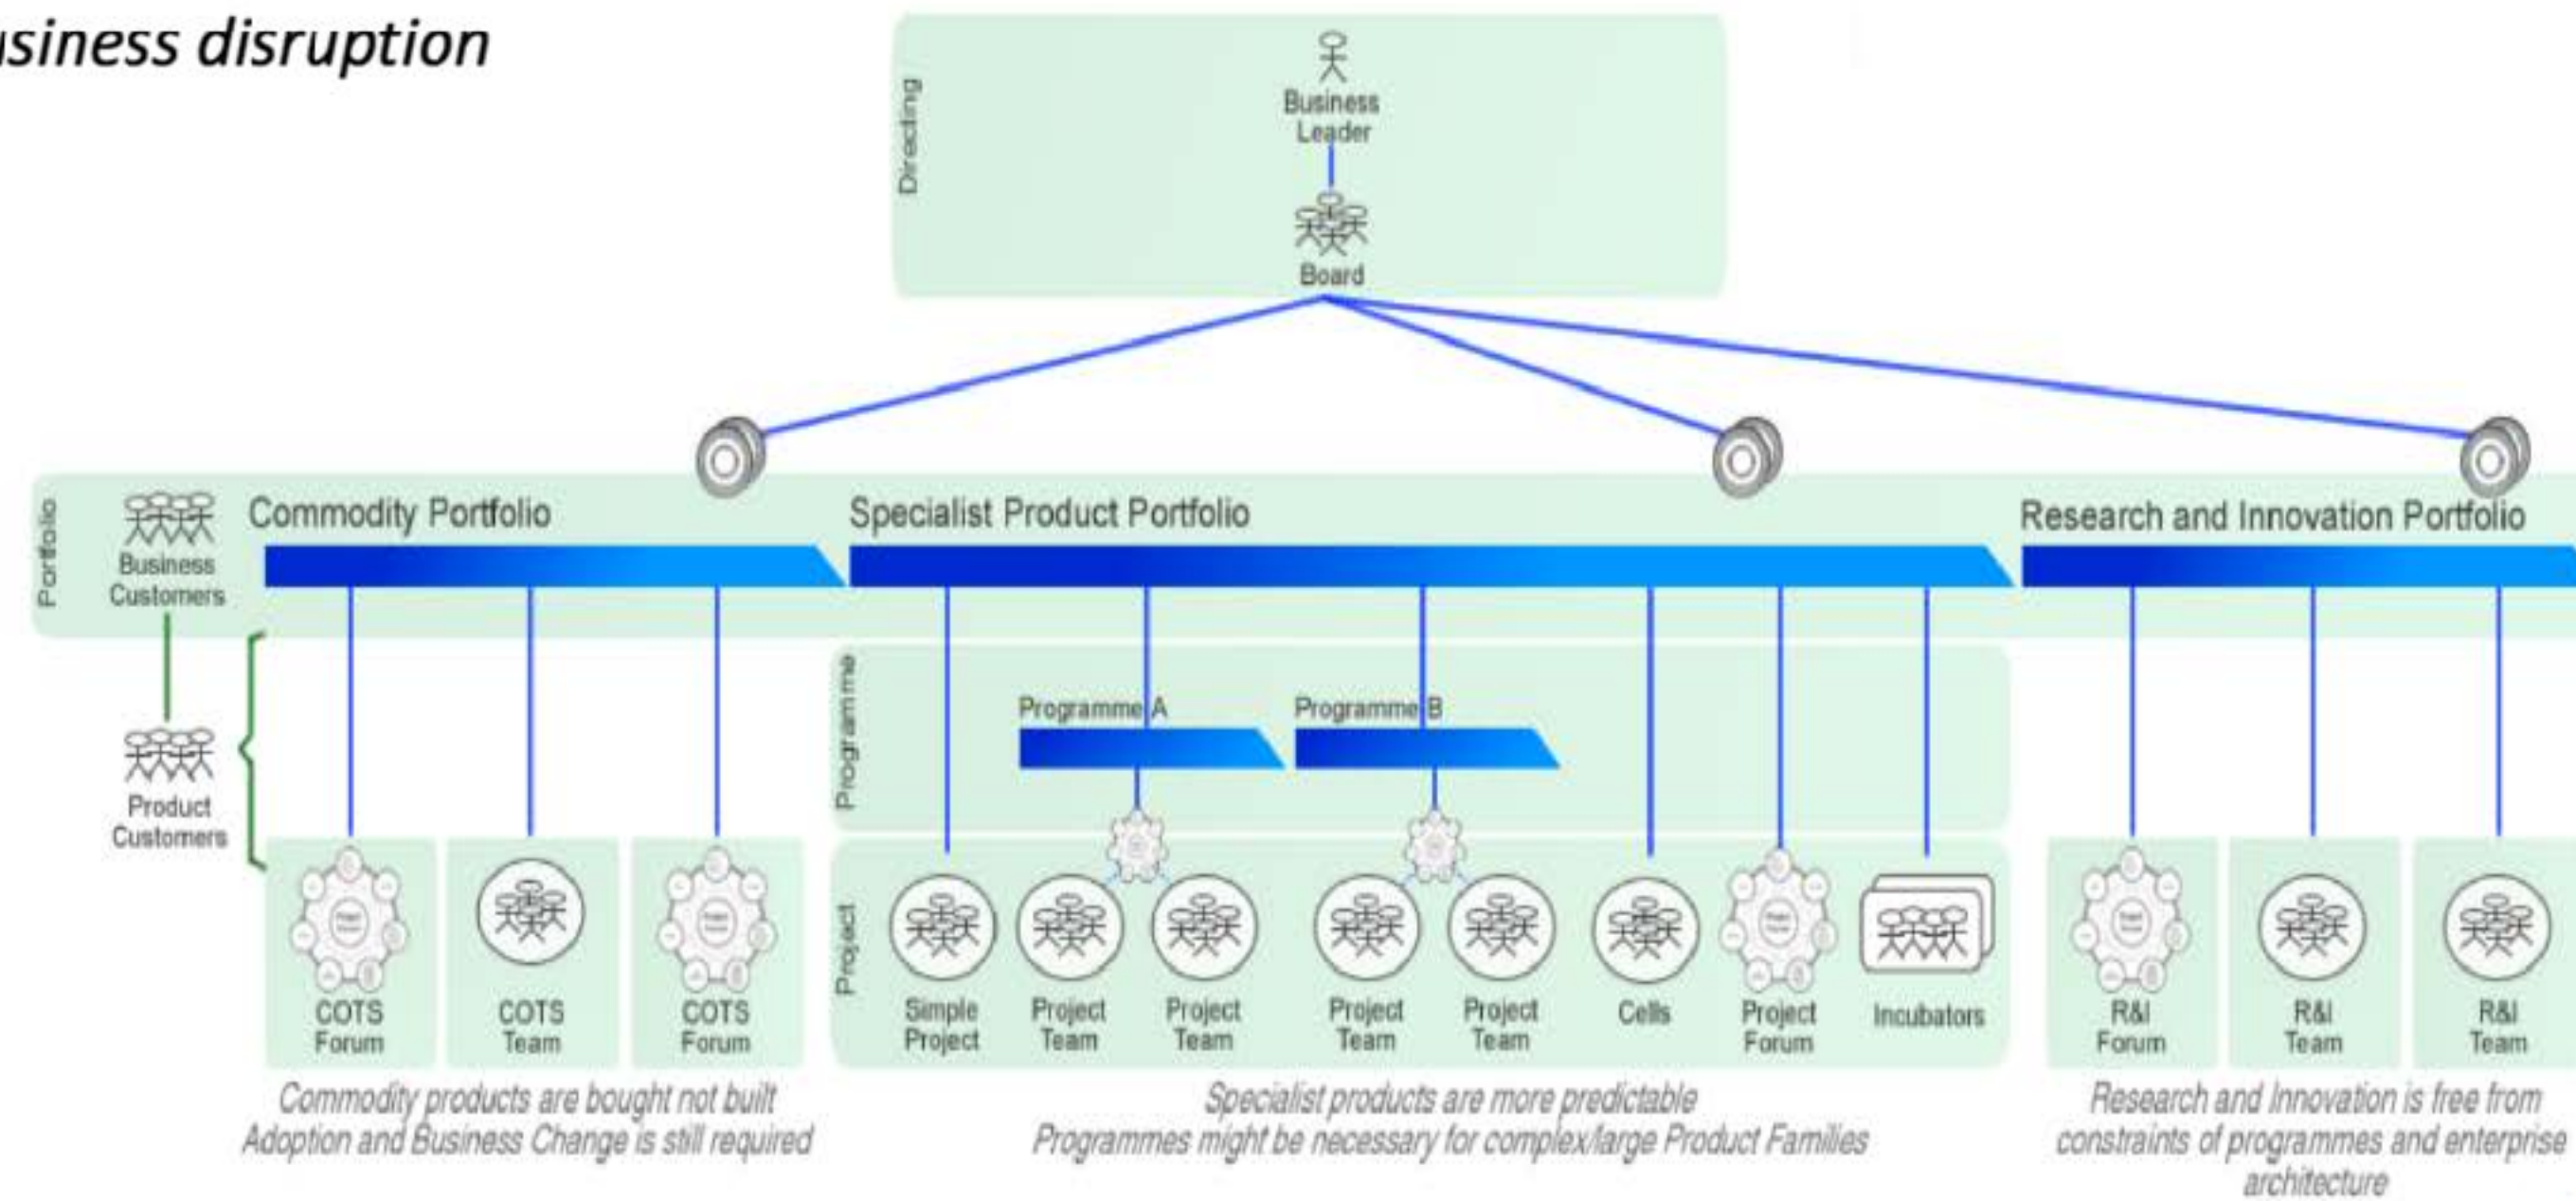 usiness disruption
Directing
Business
Leader
Board
Portfolio
Business
Customers
Commodity Portfolio
Specialist Product Portfolio
Research and Innovation Portfolio
Product
Customers
Programme
Programme A
Programme B
Project
COTS
Forum
COTS
Team
COTS
Forum
Simple
Project
Project
Team
Project
Team
Project
Team
Project
Team
Cells
Project
Forum
Incubators
R&I
Forum
R&I
Team
R&I
Team
Commodity products are bought not built
Adoption and Business Change is still required
Specialist products are more predictable
Programmes might be necessary for complex/large Product Families
Research and Innovation is free from
constraints of programmes and enterprise
architecture